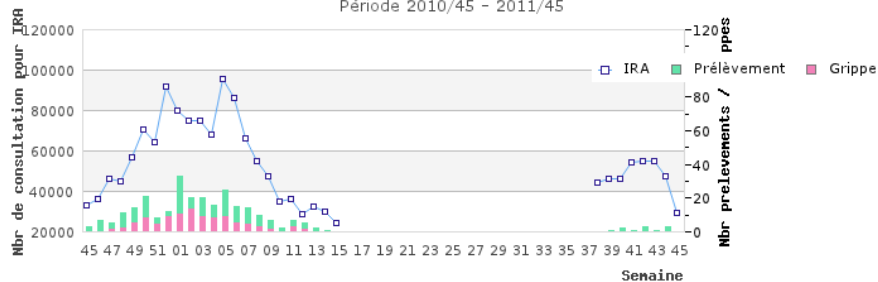 Période 2010/45 - 2011/45
Nbr de consultation pour IRA
120000
100000
80000
60000
40000
20000
120
80
60
40
20
0
Nbr prelevements / ppes
IRA
Prélèvement
Grippe
45 47 49 51 01 03 05 07 09 11 13 15 17 19 21 23 25 27 29 31 33 35 37 39 41 43 45
Semaine